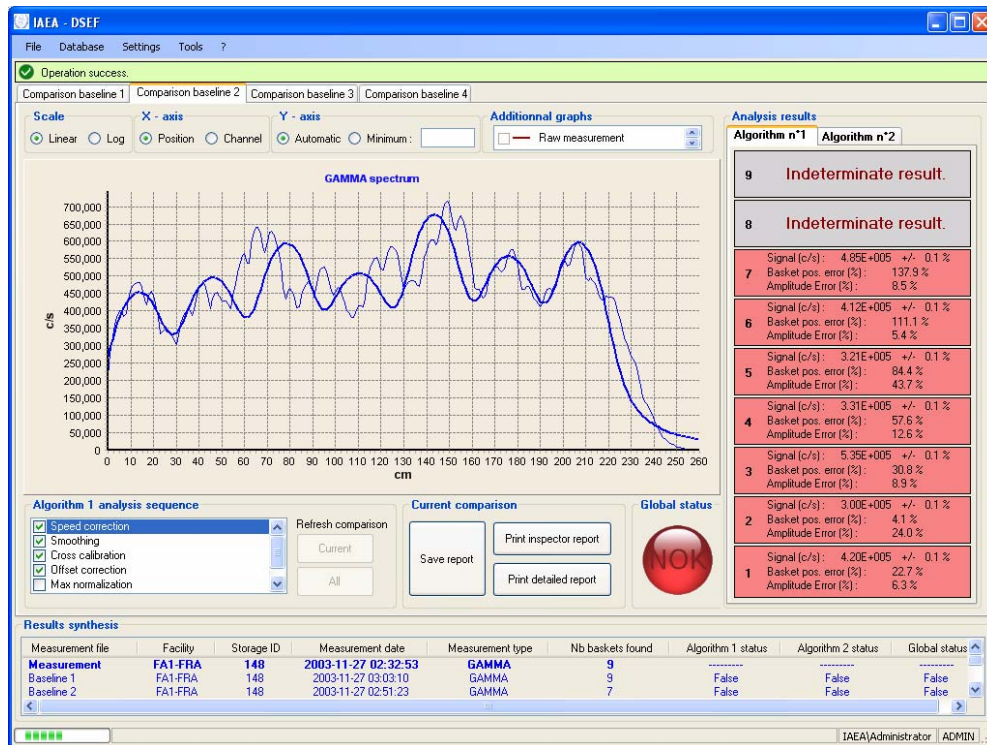 IAEA - DSEF
File Database Settings Tools ?
Operation success.
Comparison baseline 1 Comparison baseline 2 Comparison baseline 3 Comparison baseline 4
Scale X - axis Y - axis Additionnal graphs
Linear Log Position Channel Automatic Minimum : Raw measurement
GAMMA spectrum
c/s
700,000
650,000
600,000
550,000
500,000
450,000
400,000
350,000
300,000
250,000
200,000
150,000
100,000
50,000
0
0 10 20 30 40 50 60 70 80 90 100 110 120 130 140 150 160 170 180 190 200 210 220 230 240 250 260
cm
Analysis results
Algorithm n°1 Algorithm n°2
9 Indeterminate result.
8 Indeterminate result.
7
Signal (c/s) : 4.85E+005 +/- 0.1 %
Basket pos. error (%) : 137.9 %
Amplitude Error (%) : 8.5 %
6
Signal (c/s) : 4.12E+005 +/- 0.1 %
Basket pos. error (%) : 111.1 %
Amplitude Error (%) : 5.4 %
5
Signal (c/s) : 3.21E+005 +/- 0.1 %
Basket pos. error (%) : 84.4 %
Amplitude Error (%) : 43.7 %
4
Signal (c/s) : 3.31E+005 +/- 0.1 %
Basket pos. error (%) : 57.6 %
Amplitude Error (%) : 12.6 %
3
Signal (c/s) : 5.35E+005 +/- 0.1 %
Basket pos. error (%) : 30.8 %
Amplitude Error (%) : 8.9 %
2
Signal (c/s) : 3.00E+005 +/- 0.1 %
Basket pos. error (%) : 4.1 %
Amplitude Error (%) : 24.0 %
1
Signal (c/s) : 4.20E+005 +/- 0.1 %
Basket pos. error (%) : 22.7 %
Amplitude Error (%) : 6.3 %
Algorithm 1 analysis sequence
Speed correction
Smoothing
Cross calibration
Offset correction
Max normalization
Refresh comparison
Current
All
Current comparison
Save report
Print inspector report
Print detailed report
Global status
NOK
Results synthesis
Measurement file Facility Storage ID Measurement date Measurement type Nb baskets found Algorithm 1 status Algorithm 2 status Global status
Measurement FA1-FRA 148 2003-11-27 02:32:53 GAMMA 9 --------- --------- ---------
Baseline 1 FA1-FRA 148 2003-11-27 03:03:10 GAMMA 9 False False False
Baseline 2 FA1-FRA 148 2003-11-27 02:51:23 GAMMA 7 False False False
IAEA\Administrator ADMIN